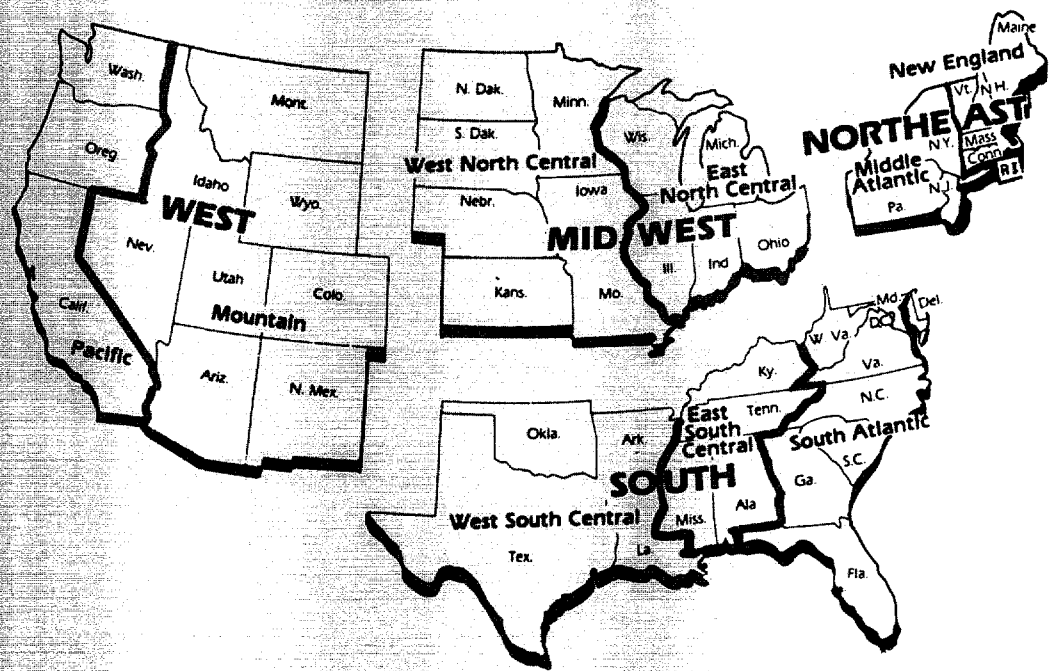 Wash.
Oreg.
Calif.
Pacific
Mont.
Idaho
Wyo.
WEST
Nev.
Utah
Colo.
Mountain
Ariz.
N. Mex.
N. Dak.
Minn.
S. Dak.
West North Central
Iowa
Nebr.
Kans.
Mo.
MIDWEST
Wis.
Mich.
East
North Central
Ill.
Ind
Ohio
Maine
New England
Vt.
N.H.
NORTHEAST
N.Y.
Mass
Conn
R.I.
Middle
Atlantic
N.J.
Pa.
Md.
Del.
D.C.
W. Va.
Va.
Ky.
N.C.
Tenn.
East
South
Central
South Atlantic
S.C.
Ga.
Okla.
Ark.
SOUTH
Ala
Miss.
West South Central
Tex.
La.
Fla.